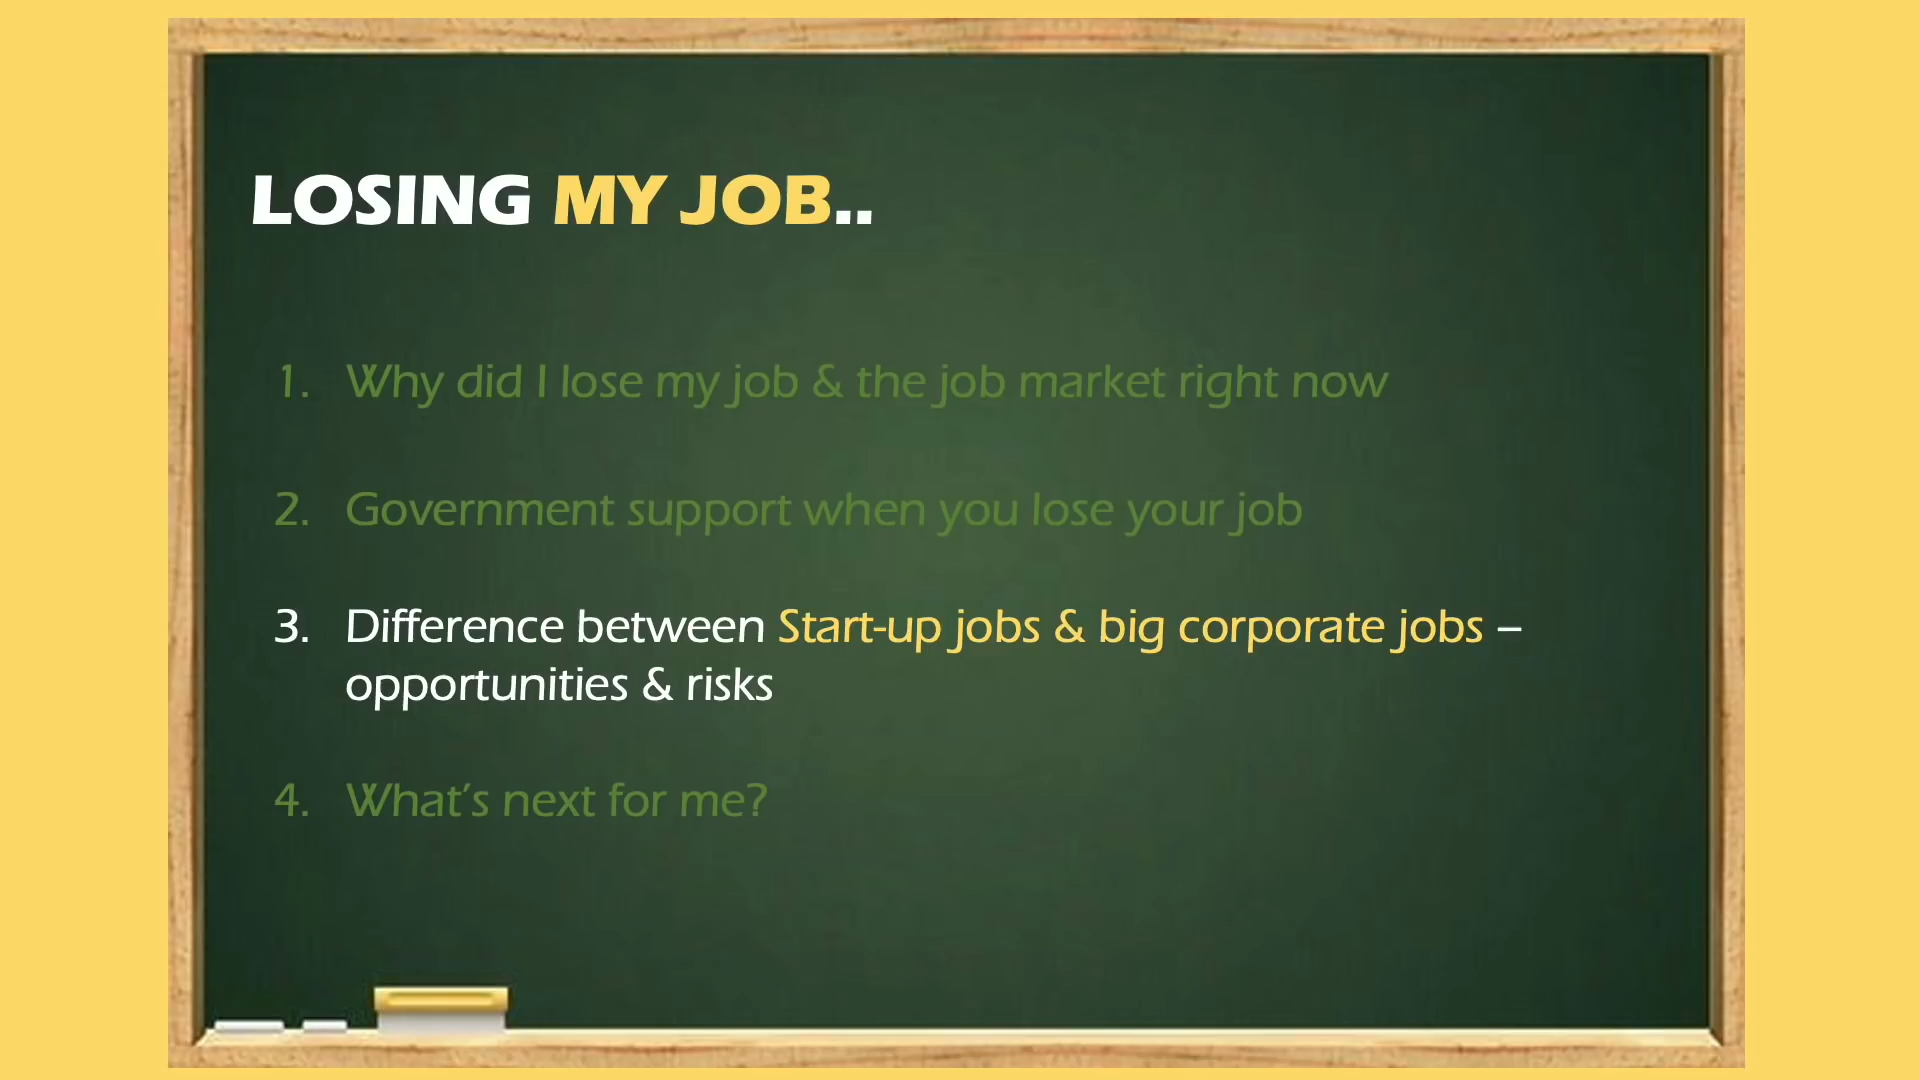 LOSING MY JOB..
1. Why did I lose my job & the job market right now
2. Government support when you lose your job
3. Difference between Start-up jobs & big corporate jobs –
opportunities & risks
4. What's next for me?